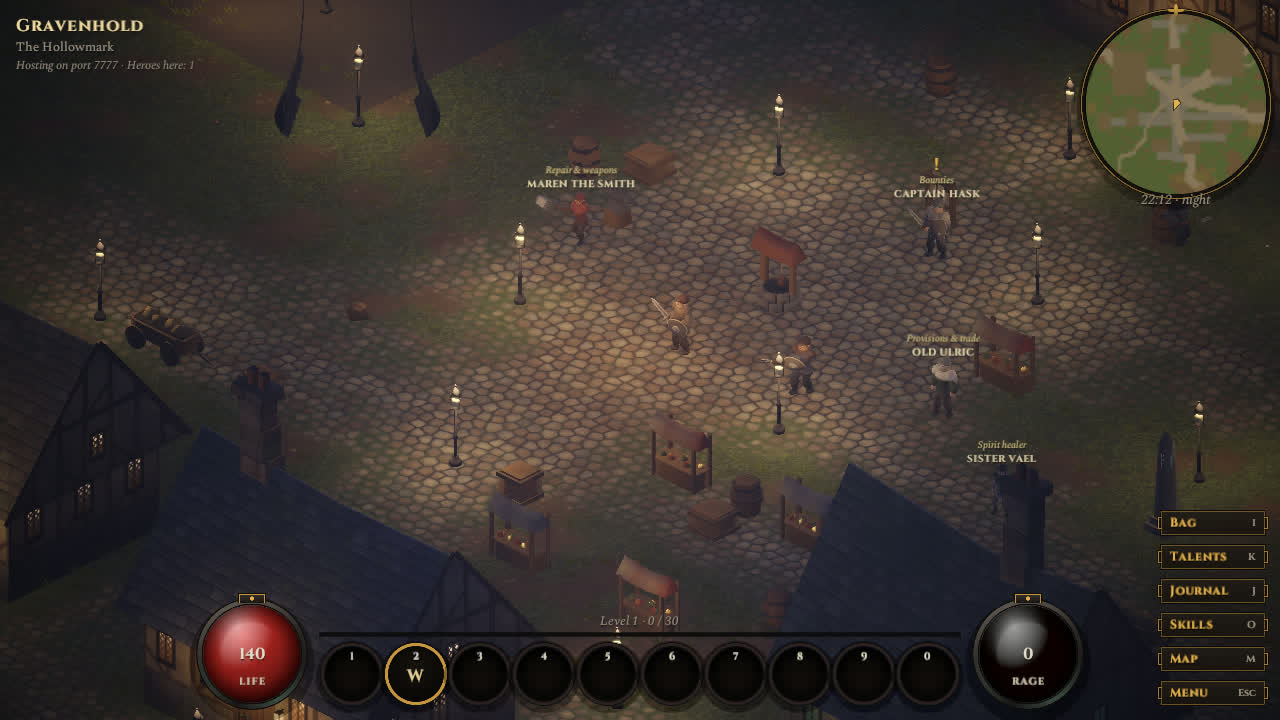 GRAVENHOLD
The Hollowmark
Hosting on port 7777 · Heroes here: 1
22:12 · night
Repair & weapons
MAREN THE SMITH
!
Bounties
CAPTAIN HASK
Provisions & trade
OLD ULRIC
Spirit healer
SISTER VAEL
BAG I
TALENTS K
JOURNAL J
SKILLS O
MAP M
MENU ESC
Level 1 · 0 / 30
140
LIFE
1 2 3 4 5 6 7 8 9 0
W
0
RAGE